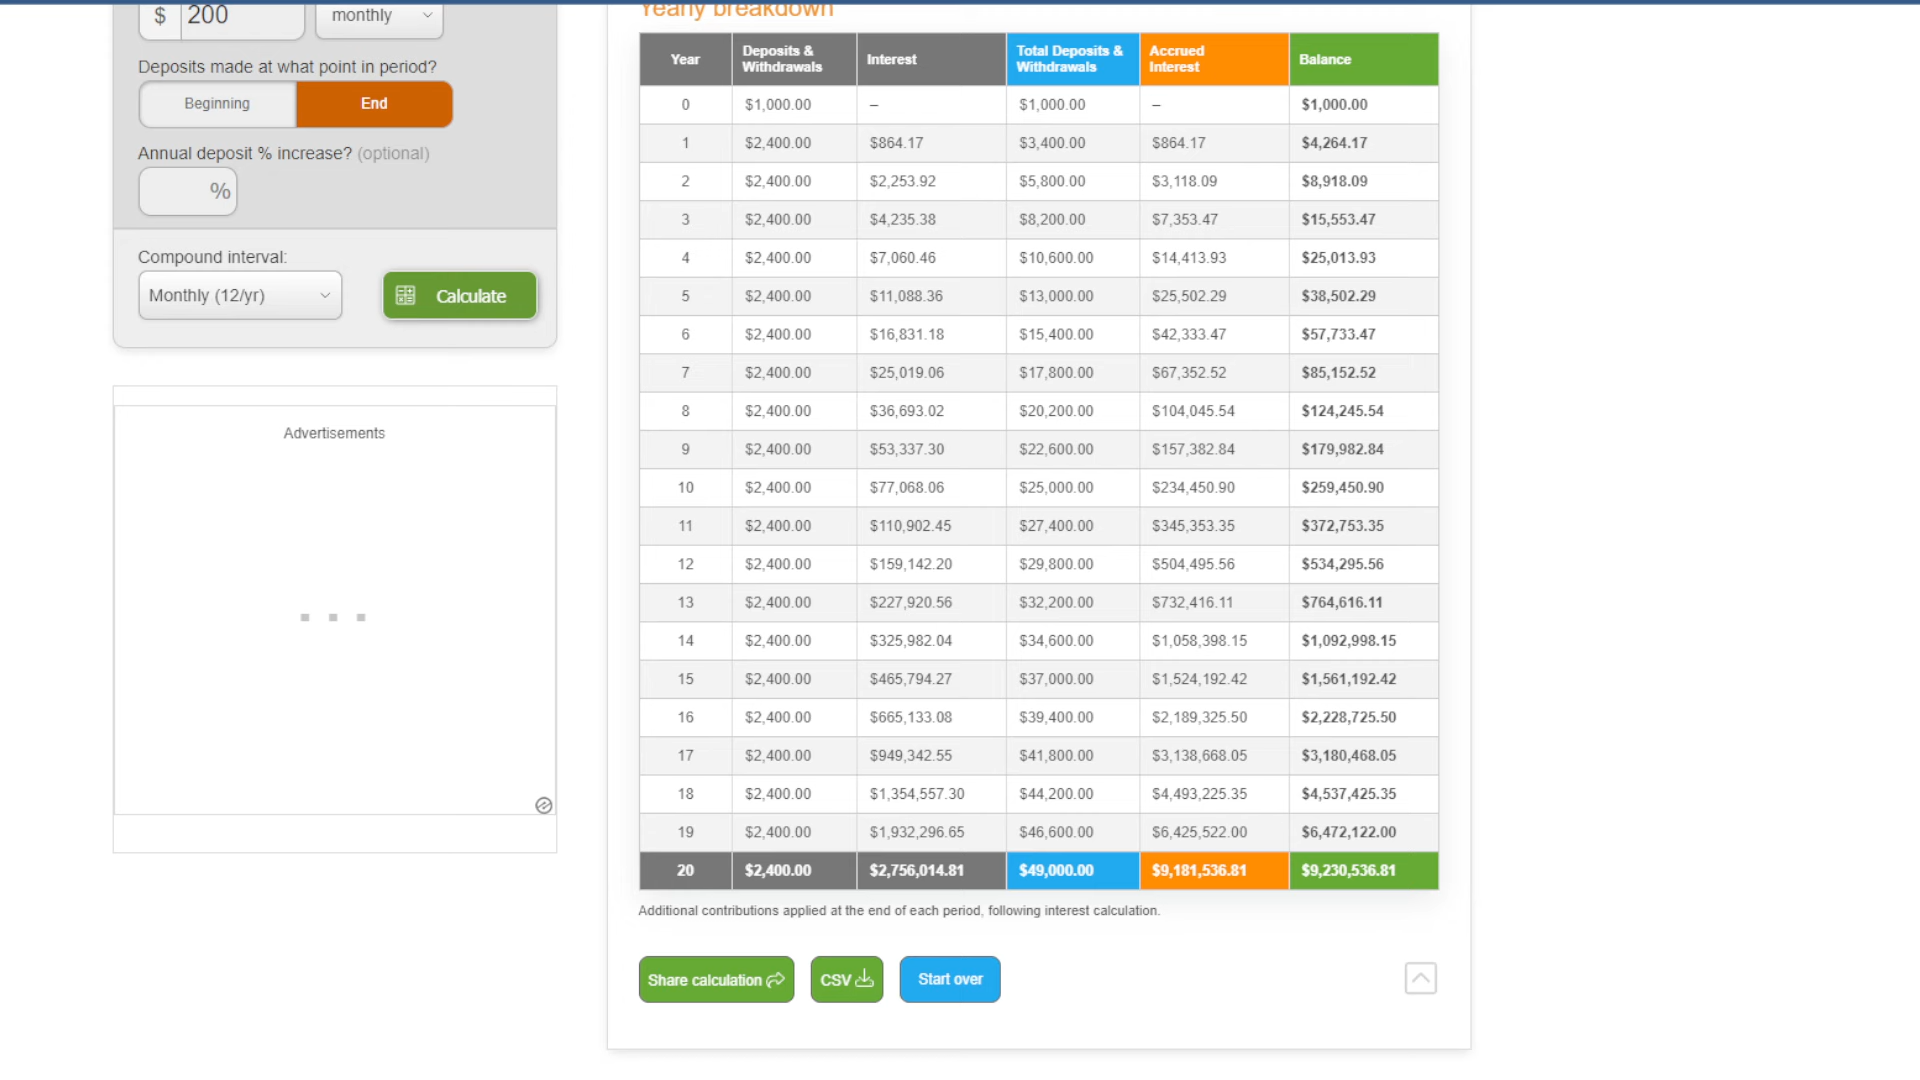 $ 200 monthly
Deposits made at what point in period?
Beginning End
Annual deposit % increase? (optional)
%
Compound interval:
Monthly (12/yr) Calculate
Advertisements
Yearly breakdown
Year Deposits & Withdrawals Interest Total Deposits & Withdrawals Accrued Interest Balance
0 $1,000.00 – $1,000.00 – $1,000.00
1 $2,400.00 $864.17 $3,400.00 $864.17 $4,264.17
2 $2,400.00 $2,253.92 $5,800.00 $3,118.09 $8,918.09
3 $2,400.00 $4,235.38 $8,200.00 $7,353.47 $15,553.47
4 $2,400.00 $7,060.46 $10,600.00 $14,413.93 $25,013.93
5 $2,400.00 $11,088.36 $13,000.00 $25,502.29 $38,502.29
6 $2,400.00 $16,831.18 $15,400.00 $42,333.47 $57,733.47
7 $2,400.00 $25,019.06 $17,800.00 $67,352.52 $85,152.52
8 $2,400.00 $36,693.02 $20,200.00 $104,045.54 $124,245.54
9 $2,400.00 $53,337.30 $22,600.00 $157,382.84 $179,982.84
10 $2,400.00 $77,068.06 $25,000.00 $234,450.90 $259,450.90
11 $2,400.00 $110,902.45 $27,400.00 $345,353.35 $372,753.35
12 $2,400.00 $159,142.20 $29,800.00 $504,495.56 $534,295.56
13 $2,400.00 $227,920.56 $32,200.00 $732,416.11 $764,616.11
14 $2,400.00 $325,982.04 $34,600.00 $1,058,398.15 $1,092,998.15
15 $2,400.00 $465,794.27 $37,000.00 $1,524,192.42 $1,561,192.42
16 $2,400.00 $665,133.08 $39,400.00 $2,189,325.50 $2,228,725.50
17 $2,400.00 $949,342.55 $41,800.00 $3,138,668.05 $3,180,468.05
18 $2,400.00 $1,354,557.30 $44,200.00 $4,493,225.35 $4,537,425.35
19 $2,400.00 $1,932,296.65 $46,600.00 $6,425,522.00 $6,472,122.00
20 $2,400.00 $2,756,014.81 $49,000.00 $9,181,536.81 $9,230,536.81
Additional contributions applied at the end of each period, following interest calculation.
Share calculation CSV Start over